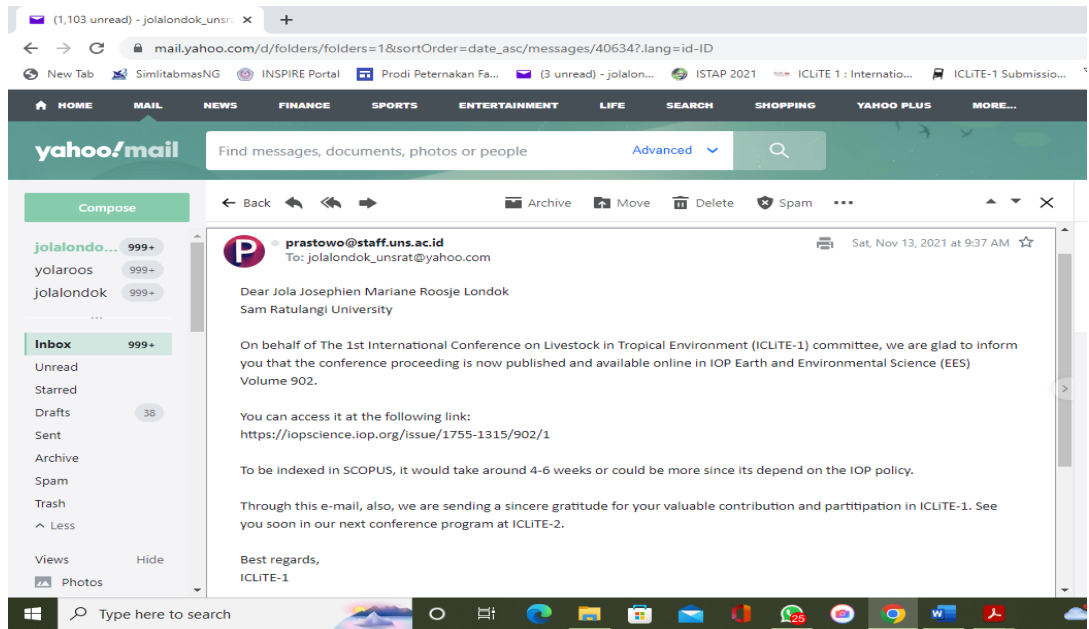 (1,103 unread) - jolalondok_unsr
mail.yahoo.com/d/folders/folders=1&sortOrder=date_asc/messages/40634?.lang=id-ID
New Tab SimlitabmasNG INSPIRE Portal Prodi Peternakan Fa... (3 unread) - jolalon... ISTAP 2021 ICLiTE 1 : Internatio... ICLiTE-1 Submissio...
HOME MAIL NEWS FINANCE SPORTS ENTERTAINMENT LIFE SEARCH SHOPPING YAHOO PLUS MORE...
yahoo!mail Find messages, documents, photos or people Advanced
Compose Back Archive Move Delete Spam
jolalondo... 999+
yolaroos 999+
jolalondok 999+
Inbox 999+
Unread
Starred
Drafts 38
Sent
Archive
Spam
Trash
Less
Views Hide
Photos
P prastowo@staff.uns.ac.id Sat, Nov 13, 2021 at 9:37 AM
To: jolalondok_unsrat@yahoo.com
Dear Jola Josephien Mariane Roosje Londok
Sam Ratulangi University
On behalf of The 1st International Conference on Livestock in Tropical Environment (ICLiTE-1) committee, we are glad to inform
you that the conference proceeding is now published and available online in IOP Earth and Environmental Science (EES)
Volume 902.
You can access it at the following link:
https://iopscience.iop.org/issue/1755-1315/902/1
To be indexed in SCOPUS, it would take around 4-6 weeks or could be more since its depend on the IOP policy.
Through this e-mail, also, we are sending a sincere gratitude for your valuable contribution and partitipation in ICLiTE-1. See
you soon in our next conference program at ICLiTE-2.
Best regards,
ICLiTE-1
Type here to search 25